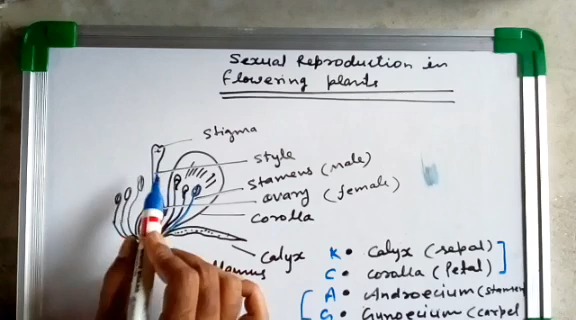 Sexual Reproduction in
flowering plants
Stigma
Style
Stamens (male)
ovary (female)
corolla
Calyx
K • calyx (sepal)
C • corolla (Petal)
A • Androecium (stamen
G • Gynoecium (carpel